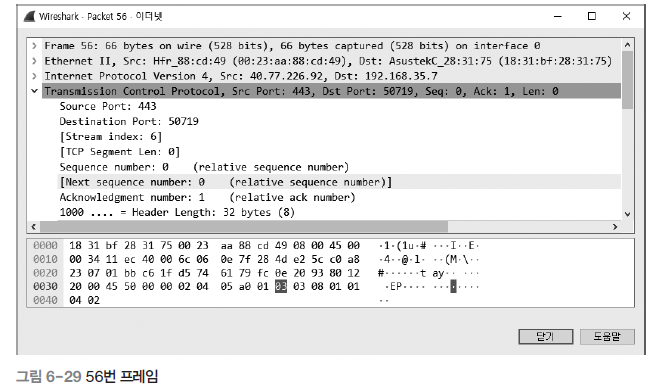 Wireshark · Packet 56 · 이더넷
Frame 56: 66 bytes on wire (528 bits), 66 bytes captured (528 bits) on interface 0
Ethernet II, Src: Hfr_88:cd:49 (00:23:aa:88:cd:49), Dst: AsustekC_28:31:75 (18:31:bf:28:31:75)
Internet Protocol Version 4, Src: 40.77.226.92, Dst: 192.168.35.7
Transmission Control Protocol, Src Port: 443, Dst Port: 50719, Seq: 0, Ack: 1, Len: 0
Source Port: 443
Destination Port: 50719
[Stream index: 6]
[TCP Segment Len: 0]
Sequence number: 0 (relative sequence number)
[Next sequence number: 0 (relative sequence number)]
Acknowledgment number: 1 (relative ack number)
1000 .... = Header Length: 32 bytes (8)
0000 18 31 bf 28 31 75 00 23 aa 88 cd 49 08 00 45 00 ·1·(1u·# ···I··E·
0010 00 34 11 ec 40 00 6c 06 0e 7f 28 4d e2 5c c0 a8 ·4··@·l· ··(M·\··
0020 23 07 01 bb c6 1f d5 74 61 79 fc 0e 20 93 80 12 #······t ay·· ···
0030 20 00 45 50 00 00 02 04 05 a0 01 03 03 08 01 01 ·EP···· ········
0040 04 02 ··
닫기
도움말
그림 6-29 56번 프레임